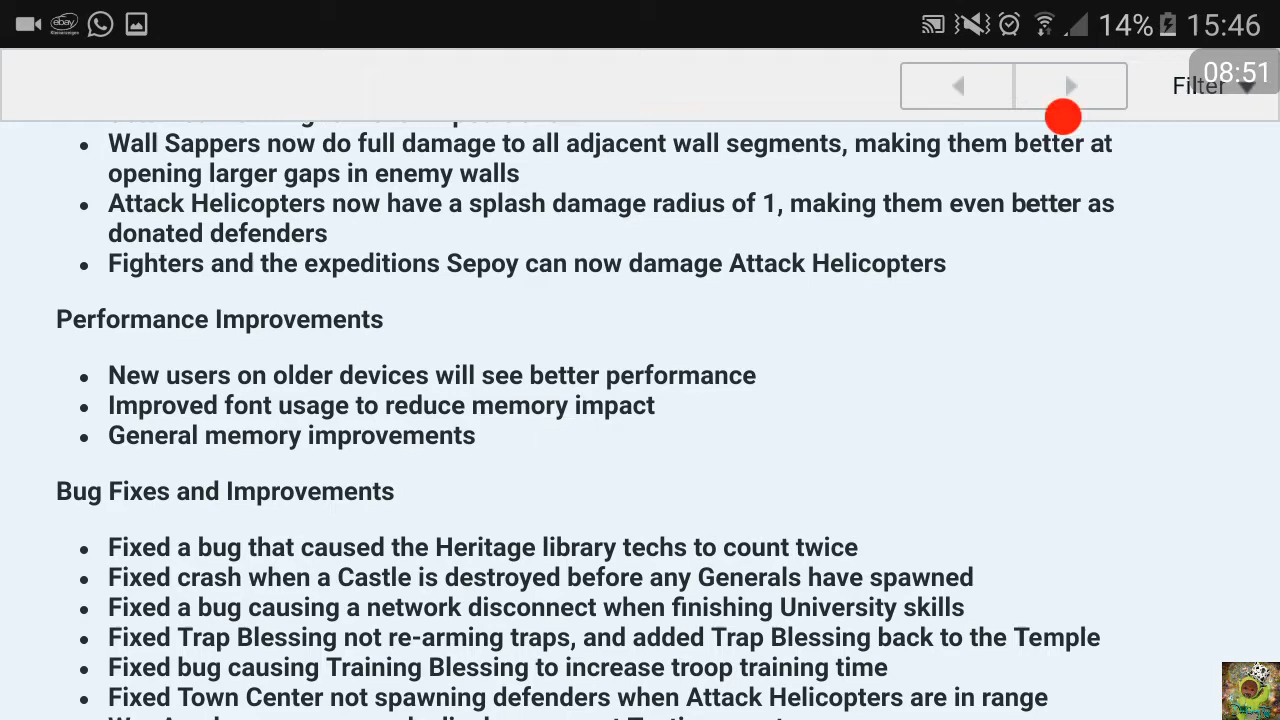 ebay
14% 15:46
08:51
Filter
Wall Sappers now do full damage to all adjacent wall segments, making them better at
opening larger gaps in enemy walls
Attack Helicopters now have a splash damage radius of 1, making them even better as
donated defenders
Fighters and the expeditions Sepoy can now damage Attack Helicopters
Performance Improvements
New users on older devices will see better performance
Improved font usage to reduce memory impact
General memory improvements
Bug Fixes and Improvements
Fixed a bug that caused the Heritage library techs to count twice
Fixed crash when a Castle is destroyed before any Generals have spawned
Fixed a bug causing a network disconnect when finishing University skills
Fixed Trap Blessing not re-arming traps, and added Trap Blessing back to the Temple
Fixed bug causing Training Blessing to increase troop training time
Fixed Town Center not spawning defenders when Attack Helicopters are in range